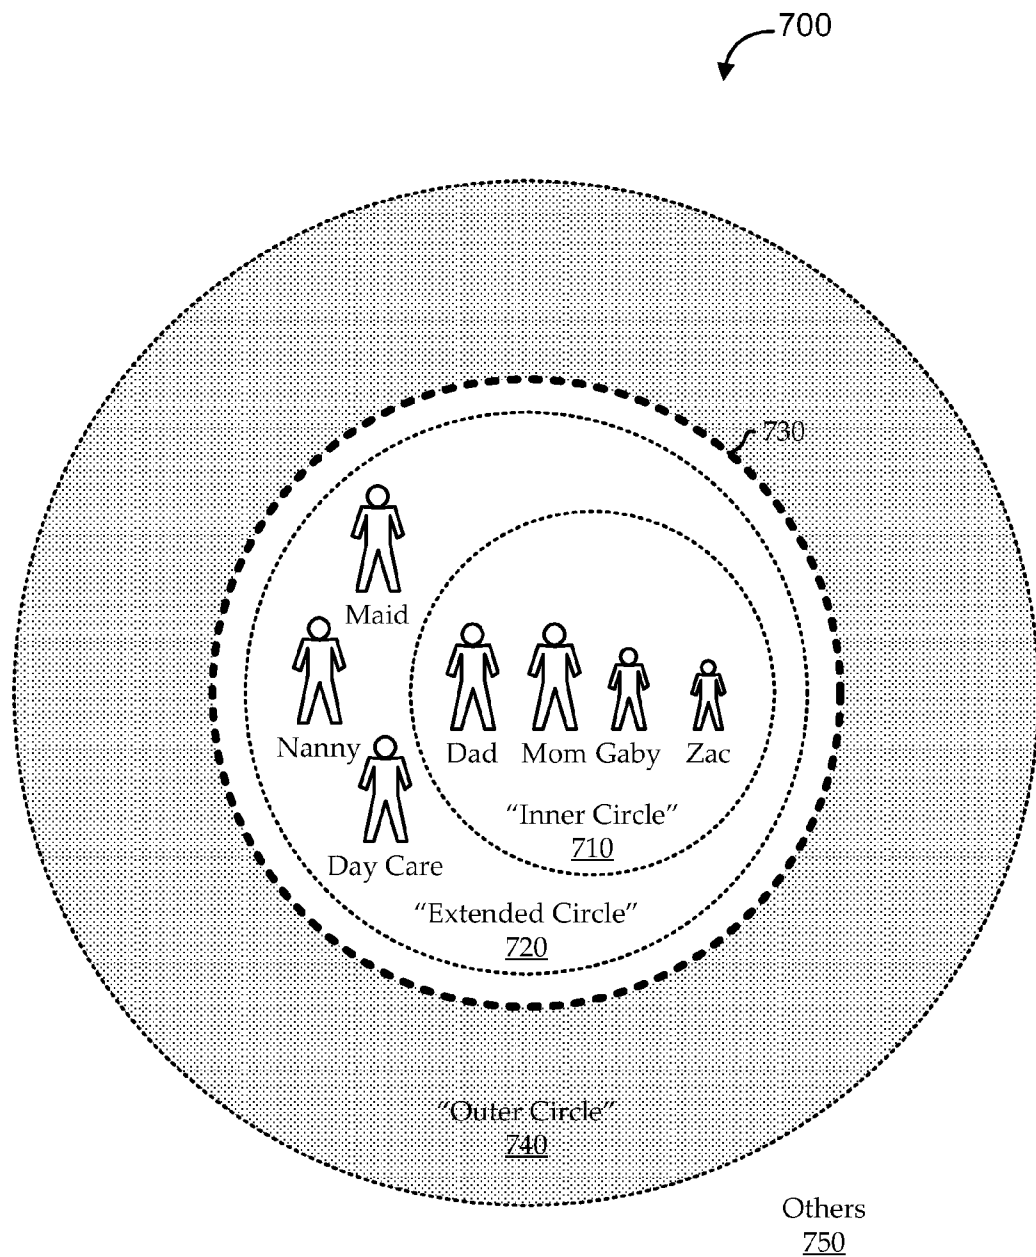 700
730
Maid
Nanny
Dad
Mom
Gaby
Zac
“Inner Circle”
710
Day Care
“Extended Circle”
720
“Outer Circle”
740
Others
750